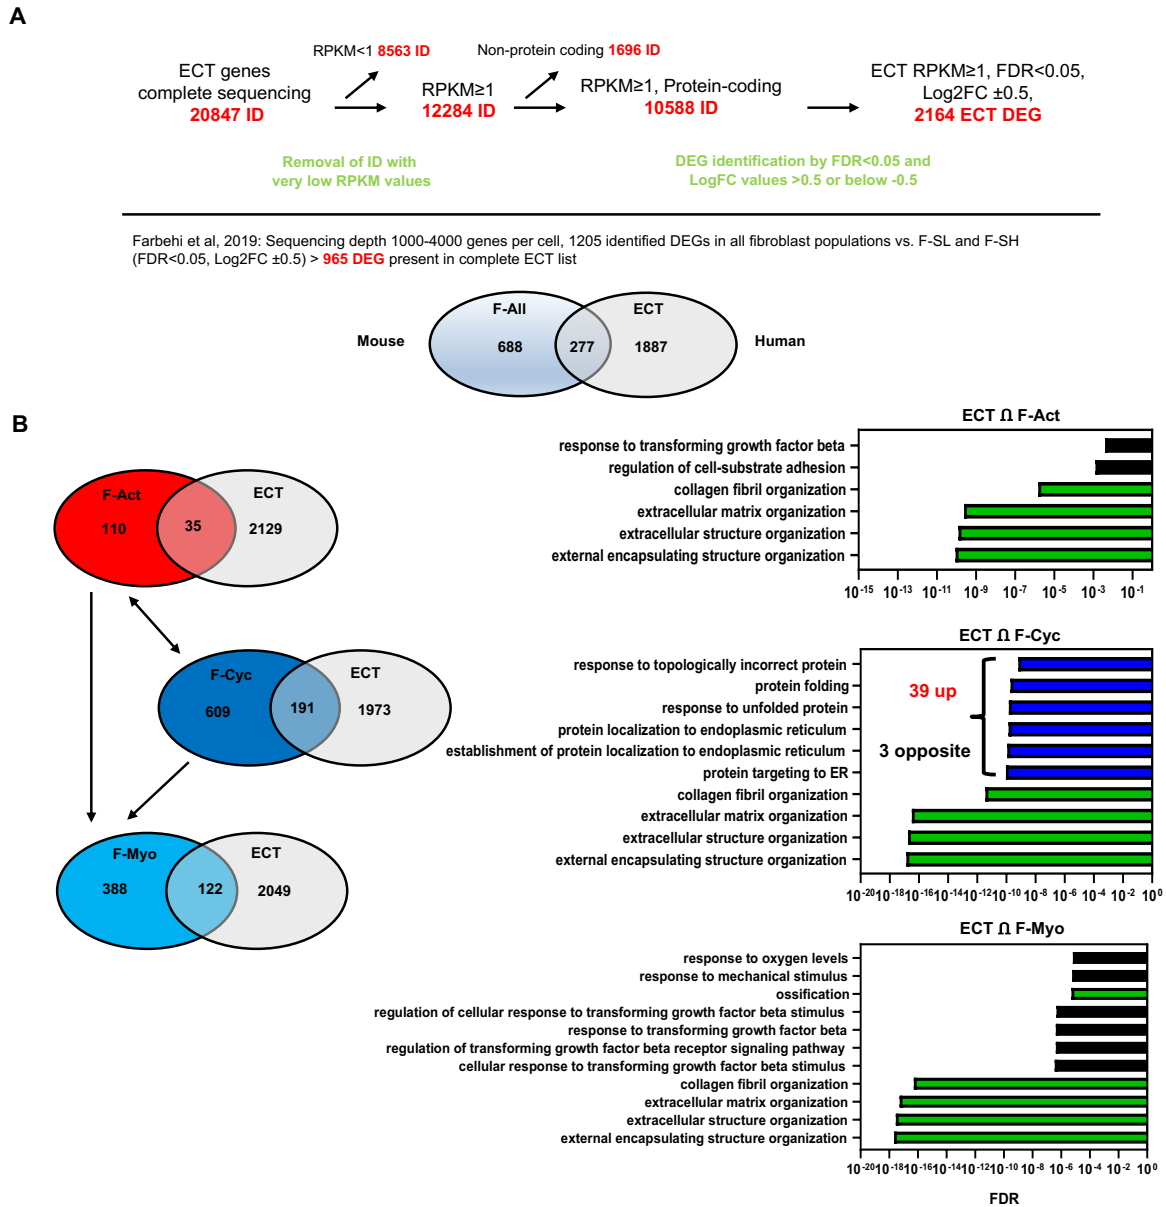 A
RPKM<1 8563 ID
Non-protein coding 1696 ID
ECT genes
complete sequencing
20847 ID
RPKM≥1
12284 ID
RPKM≥1, Protein-coding
10588 ID
ECT RPKM≥1, FDR<0.05,
Log2FC ±0.5,
2164 ECT DEG
Removal of ID with
very low RPKM values
DEG identification by FDR<0.05 and
LogFC values >0.5 or below -0.5
Farbehi et al, 2019: Sequencing depth 1000-4000 genes per cell, 1205 identified DEGs in all fibroblast populations vs. F-SL and F-SH
(FDR<0.05, Log2FC ±0.5) > 965 DEG present in complete ECT list
F-All ECT
Mouse 688 277 1887 Human
B
F-Act ECT
110 35 2129
F-Cyc ECT
609 191 1973
F-Myo ECT
388 122 2049
ECT Ω F-Act
response to transforming growth factor beta
regulation of cell-substrate adhesion
collagen fibril organization
extracellular matrix organization
extracellular structure organization
external encapsulating structure organization
10⁻¹⁵ 10⁻¹³ 10⁻¹¹ 10⁻⁹ 10⁻⁷ 10⁻⁵ 10⁻³ 10⁻¹
ECT Ω F-Cyc
response to topologically incorrect protein
protein folding
response to unfolded protein
protein localization to endoplasmic reticulum
establishment of protein localization to endoplasmic reticulum
protein targeting to ER
collagen fibril organization
extracellular matrix organization
extracellular structure organization
external encapsulating structure organization
39 up
3 opposite
10⁻²⁰ 10⁻¹⁸ 10⁻¹⁶ 10⁻¹⁴ 10⁻¹² 10⁻¹⁰ 10⁻⁸ 10⁻⁶ 10⁻⁴ 10⁻² 10⁰
ECT Ω F-Myo
response to oxygen levels
response to mechanical stimulus
ossification
regulation of cellular response to transforming growth factor beta stimulus
response to transforming growth factor beta
regulation of transforming growth factor beta receptor signaling pathway
cellular response to transforming growth factor beta stimulus
collagen fibril organization
extracellular matrix organization
extracellular structure organization
external encapsulating structure organization
10⁻²⁰ 10⁻¹⁸ 10⁻¹⁶ 10⁻¹⁴ 10⁻¹² 10⁻¹⁰ 10⁻⁸ 10⁻⁶ 10⁻⁴ 10⁻² 10⁰
FDR